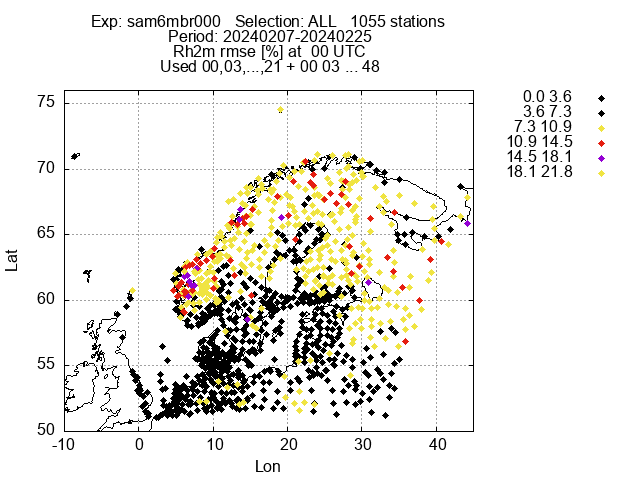 Exp: sam6mbr000 Selection: ALL 1055 stations
Period: 20240207-20240225
Rh2m rmse [%] at 00 UTC
Used 00,03,...,21 + 00 03 ... 48
0.0 3.6
3.6 7.3
7.3 10.9
10.9 14.5
14.5 18.1
18.1 21.8
75
70
65
60
55
50
Lat
-10 0 10 20 30 40
Lon